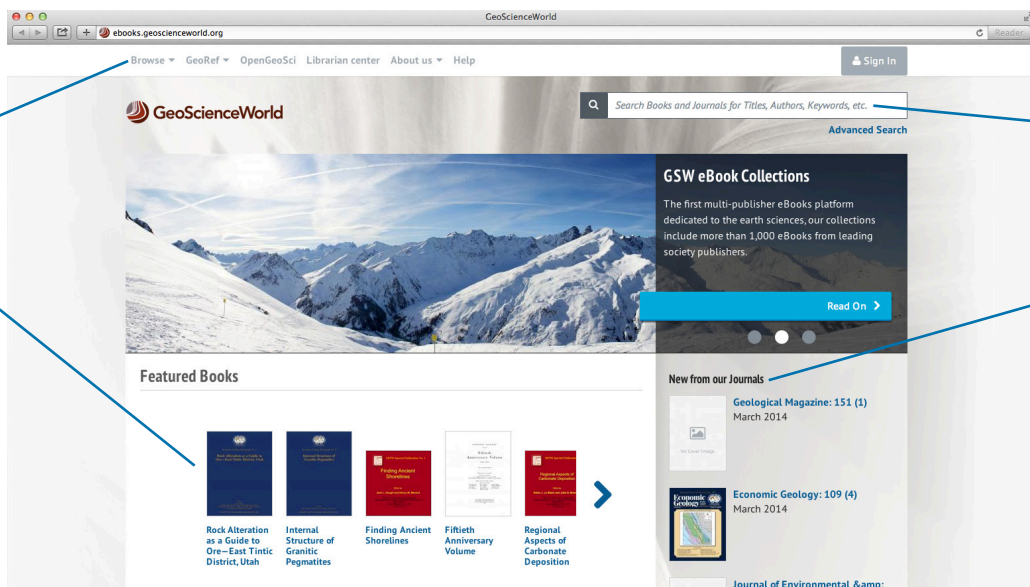 GeoScienceWorld
ebooks.geoscienceworld.org
Reader
Browse GeoRef OpenGeoSci Librarian center About us Help
Sign In
GeoScienceWorld
Search Books and Journals for Titles, Authors, Keywords, etc.
Advanced Search
GSW eBook Collections
The first multi-publisher eBooks platform
dedicated to the earth sciences, our collections
include more than 1,000 eBooks from leading
society publishers.
Read On
Featured Books
Rock Alteration
as a Guide to
Ore—East Tintic
District, Utah
Internal
Structure of
Granitic
Pegmatites
Finding Ancient
Shorelines
Fiftieth
Anniversary
Volume
Regional
Aspects of
Carbonate
Deposition
New from our Journals
Geological Magazine: 151 (1)
March 2014
No Cover Image
Economic Geology: 109 (4)
March 2014
Journal of Environmental &amp;